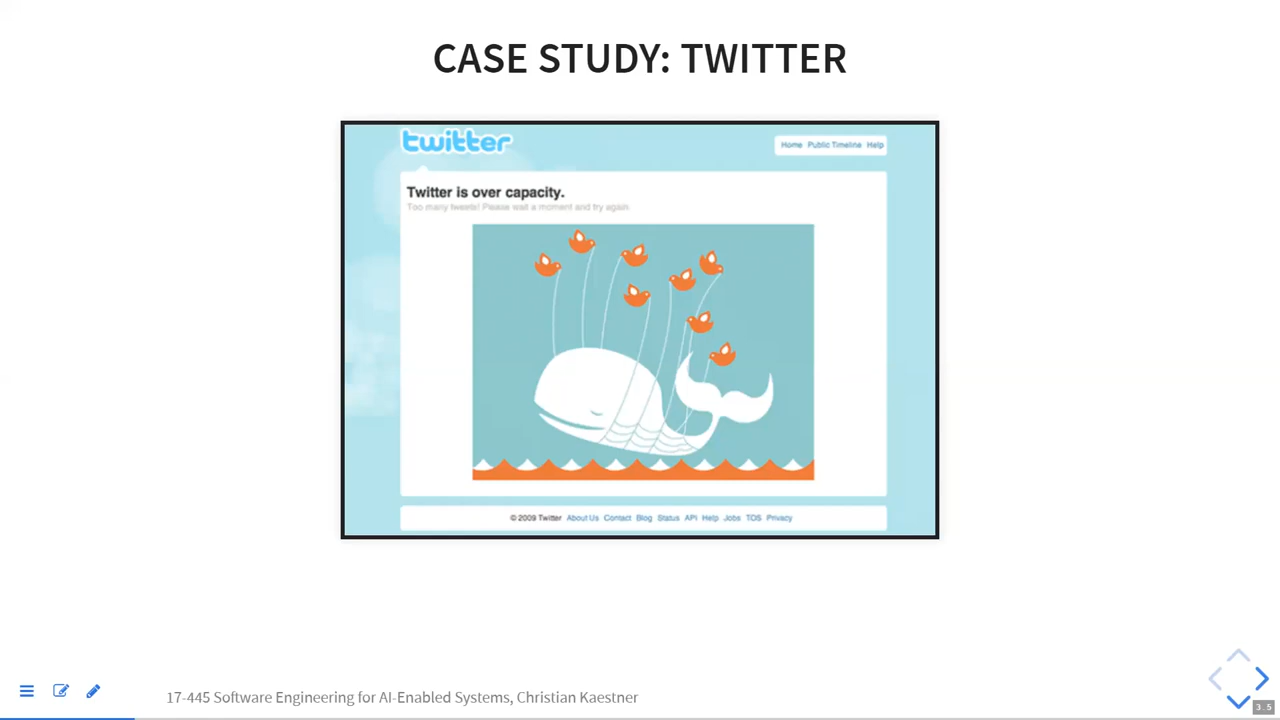 CASE STUDY: TWITTER
twitter
Home Public Timeline Help
Twitter is over capacity.
Too many tweets! Please wait a moment and try again
© 2009 Twitter About Us Contact Blog Status API Help Jobs TOS Privacy
17-445 Software Engineering for AI-Enabled Systems, Christian Kaestner
3.5